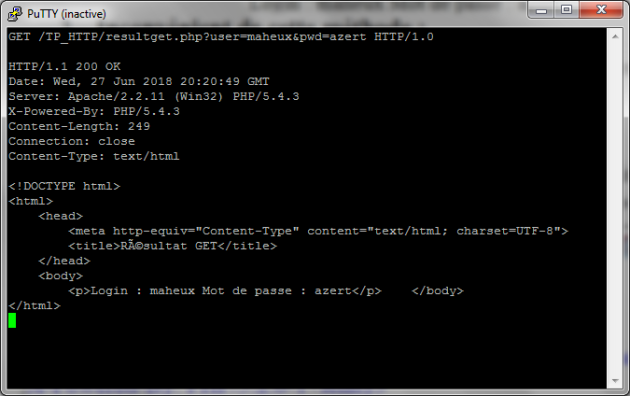 PuTTY (inactive)
GET /TP_HTTP/resultget.php?user=maheux&pwd=azert HTTP/1.0
HTTP/1.1 200 OK
Date: Wed, 27 Jun 2018 20:20:49 GMT
Server: Apache/2.2.11 (Win32) PHP/5.4.3
X-Powered-By: PHP/5.4.3
Content-Length: 249
Connection: close
Content-Type: text/html
<!DOCTYPE html>
<html>
<head>
<meta http-equiv="Content-Type" content="text/html; charset=UTF-8">
<title>RÃ©sultat GET</title>
</head>
<body>
<p>Login : maheux Mot de passe : azert</p>    </body>
</html>